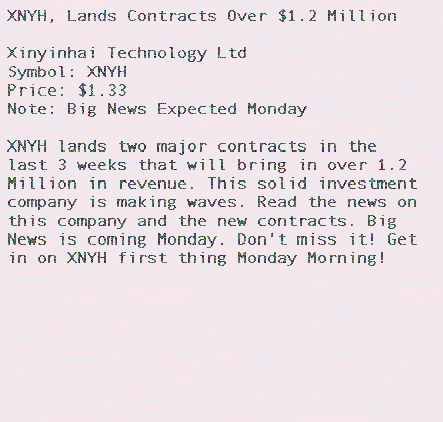 XNYH, Lands Contracts Over $1.2 Million
Xinyinhai Technology Ltd
Symbol: XNYH
Price: $1.33
Note: Big News Expected Monday
XNYH lands two major contracts in the
last 3 weeks that will bring in over 1.2
Million in revenue. This solid investment
company is making waves. Read the news on
this company and the new contracts. Big
News is coming Monday. Don't miss it! Get
in on XNYH first thing Monday Morning!